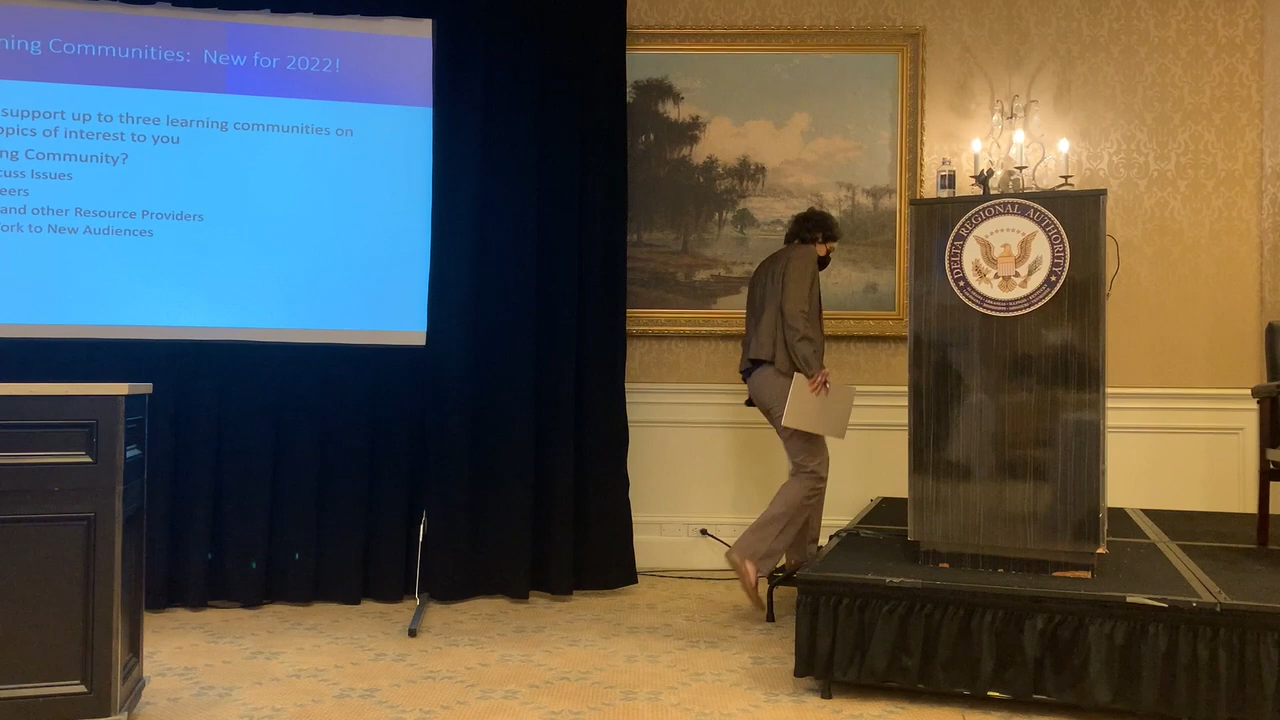 ning Communities: New for 2022!
support up to three learning communities on
opics of interest to you
ng Community?
cuss Issues
eers
and other Resource Providers
ork to New Audiences
DELTA REGIONAL AUTHORITY